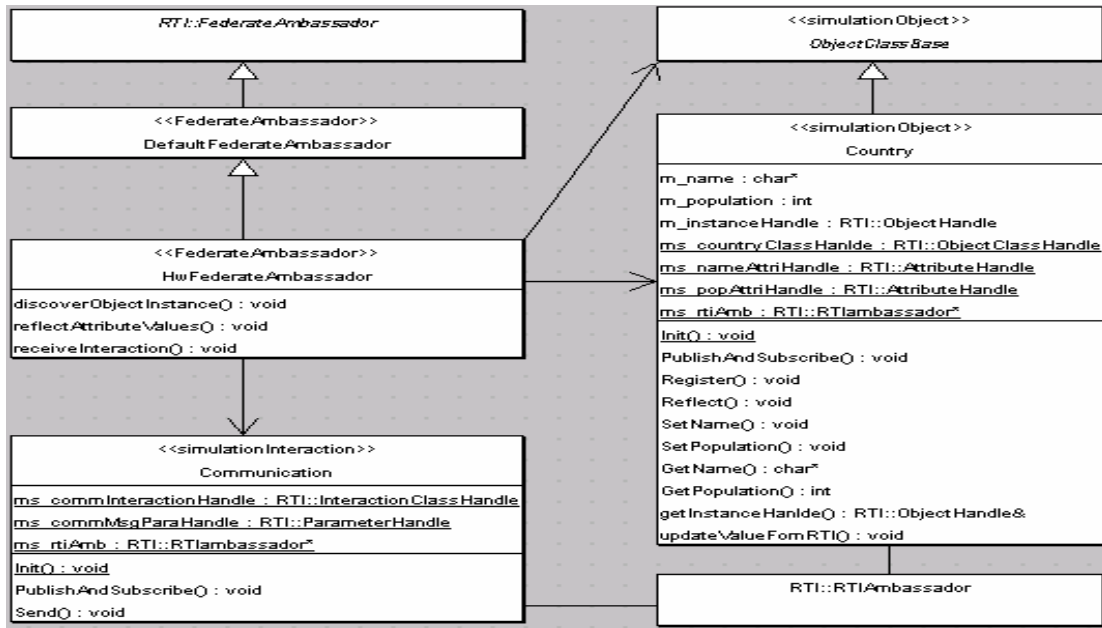 RTI::FederateAmbassador
<<FederateAmbassador>>
DefaultFederateAmbassador
<<FederateAmbassador>>
HwFederateAmbassador
discoverObjectInstance() : void
reflectAttributeValues() : void
receiveInteraction() : void
<<simulationInteraction>>
Communication
ms_commInteractionHandle : RTI::InteractionClassHandle
ms_commMsgParaHandle : RTI::ParameterHandle
ms_rtiAmb : RTI::RTIambassador*
Init() : void
PublishAndSubscribe() : void
Send() : void
<<simulationObject>>
ObjectClassBase
<<simulationObject>>
Country
m_name : char*
m_population : int
m_instanceHandle : RTI::ObjectHandle
ms_countryClassHanlde : RTI::ObjectClassHandle
ms_nameAttriHandle : RTI::AttributeHandle
ms_popAttriHandle : RTI::AttributeHandle
ms_rtiAmb : RTI::RTIambassador*
Init() : void
PublishAndSubscribe() : void
Register() : void
Reflect() : void
SetName() : void
SetPopulation() : void
GetName() : char*
GetPopulation() : int
getInstanceHanlde() : RTI::ObjectHandle&
updateValueFornRTI() : void
RTI::RTIAmbassador